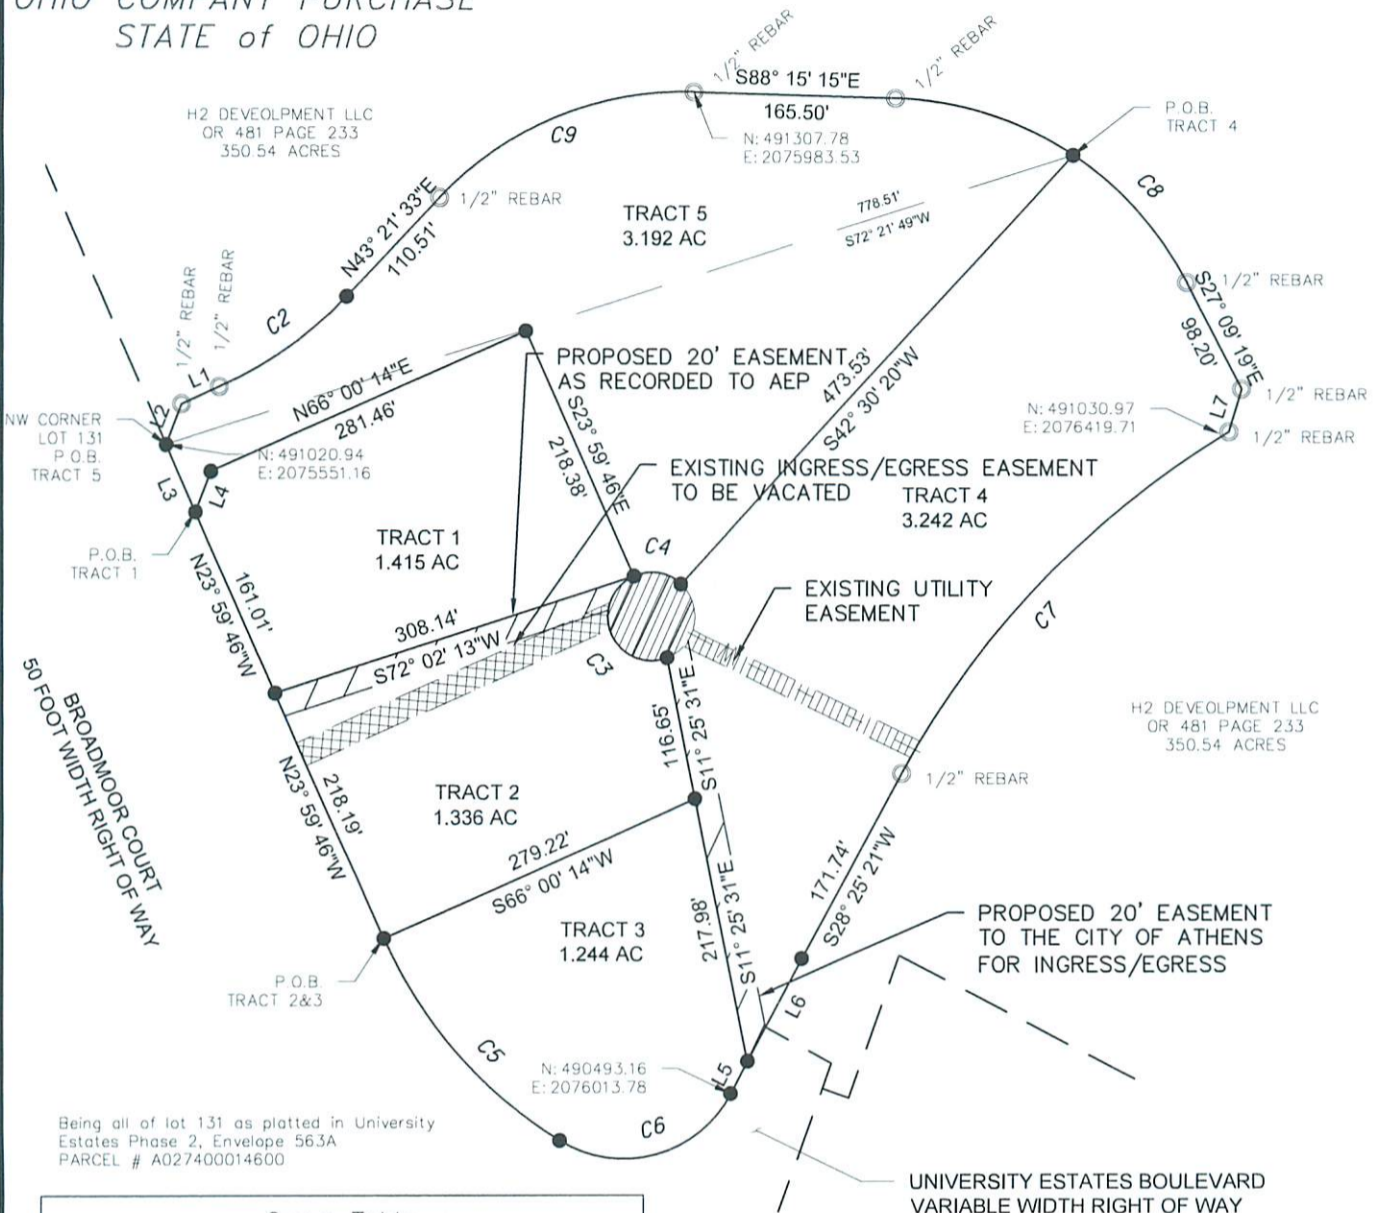 OHIO COMPANY PURCHASE
STATE of OHIO
H2 DEVEOLPMENT LLC
OR 481 PAGE 233
350.54 ACRES
C9
1/2" REBAR
S88° 15' 15"E
165.50'
1/2" REBAR
N: 491307.78
E: 2075983.53
P.O.B.
TRACT 4
C8
N43° 21' 33"E
110.51'
1/2" REBAR
TRACT 5
3.192 AC
778.51'
S72° 21' 49"W
1/2" REBAR
S27° 09' 19"E
98.20'
1/2" REBAR
1/2" REBAR
1/2" REBAR
C2
L1
L2
NW CORNER
LOT 131
P.O.B.
TRACT 5
N66° 00' 14"E
281.46'
N: 491020.94
E: 2075551.16
PROPOSED 20' EASEMENT
AS RECORDED TO AEP
S23° 59' 46"E
218.38'
473.53'
S42° 30' 20"W
N: 491030.97
E: 2076419.71
L7
1/2" REBAR
L3
L4
EXISTING INGRESS/EGRESS EASEMENT
TO BE VACATED
TRACT 4
3.242 AC
TRACT 1
1.415 AC
P.O.B.
TRACT 1
161.01'
N23° 59' 46"W
C4
EXISTING UTILITY
EASEMENT
C7
308.14'
S72° 02' 13"W
C3
BROADMOOR COURT
50 FOOT WIDTH RIGHT OF WAY
116.65'
S11° 25' 31"E
H2 DEVEOLPMENT LLC
OR 481 PAGE 233
350.54 ACRES
1/2" REBAR
218.19'
N23° 59' 46"W
TRACT 2
1.336 AC
279.22'
S66° 00' 14"W
171.74'
S28° 25' 21"W
TRACT 3
1.244 AC
217.98'
S11° 25' 31"E
PROPOSED 20' EASEMENT
TO THE CITY OF ATHENS
FOR INGRESS/EGRESS
P.O.B.
TRACT 2&3
L6
C5
N: 490493.16
E: 2076013.78
L5
C6
Being all of lot 131 as platted in University
Estates Phase 2, Envelope 563A
PARCEL # A027400014600
UNIVERSITY ESTATES BOULEVARD
VARIABLE WIDTH RIGHT OF WAY